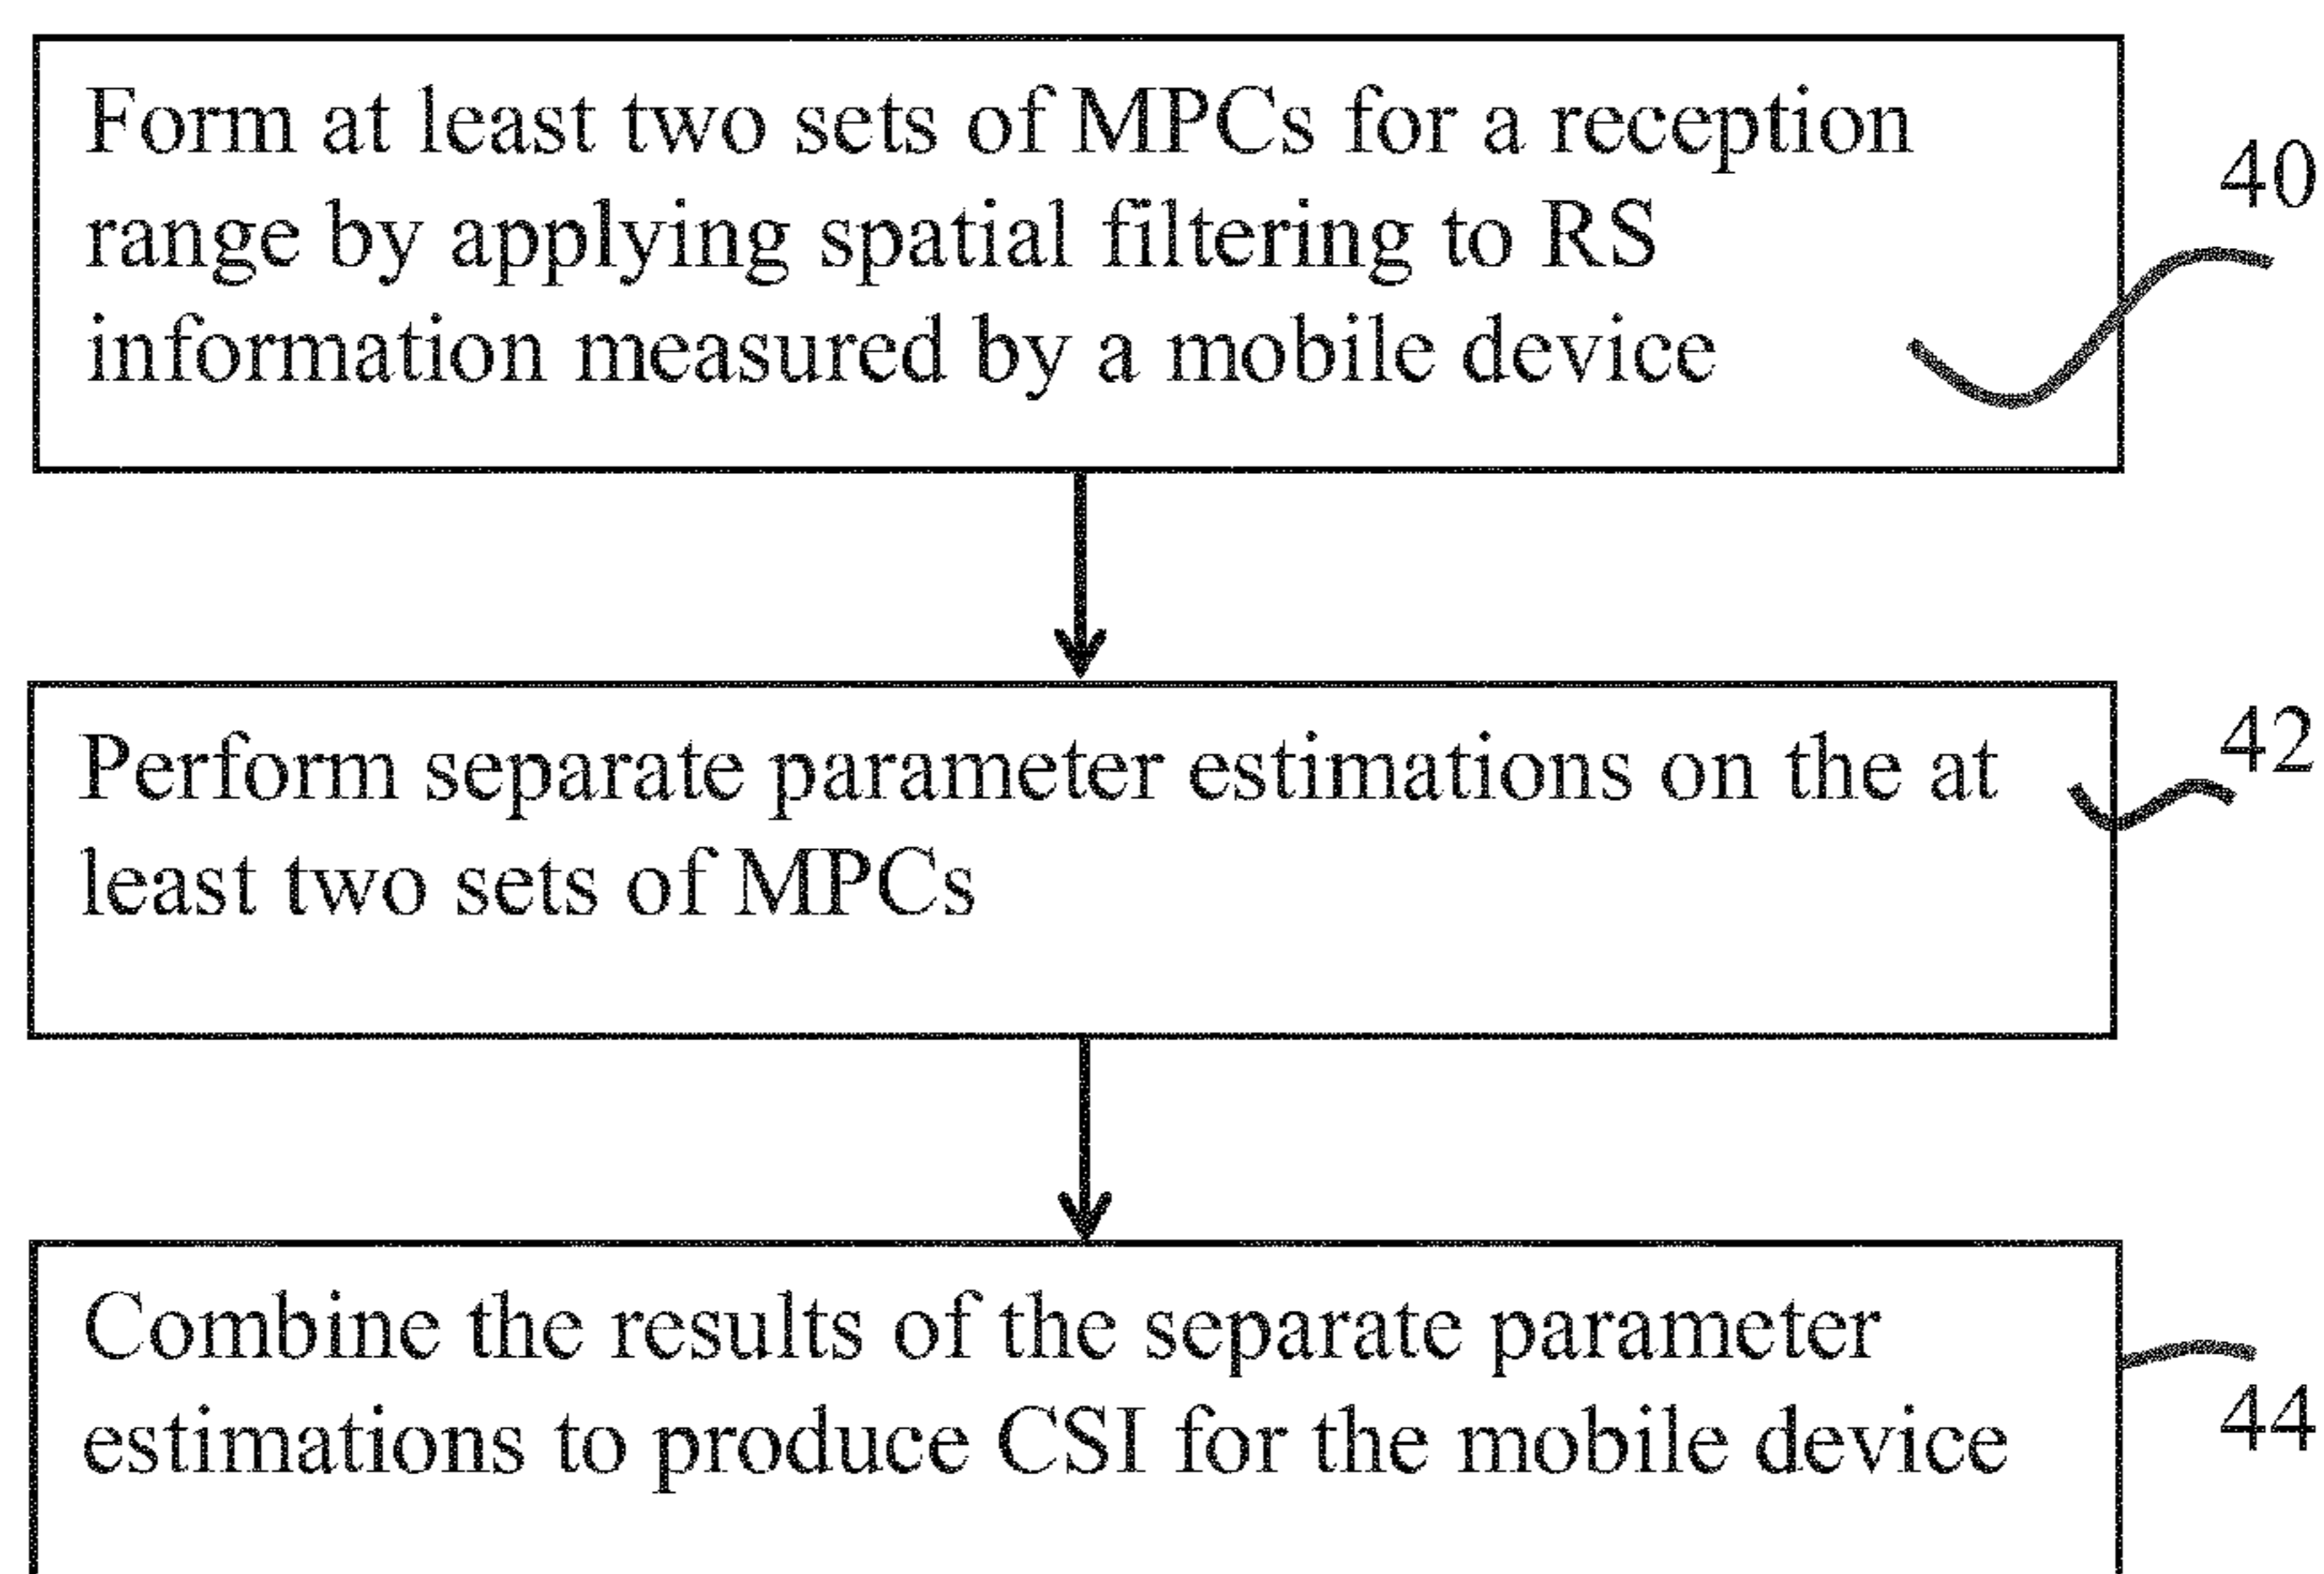 Form at least two sets of MPCs for a reception
range by applying spatial filtering to RS
information measured by a mobile device
40
Perform separate parameter estimations on the at
least two sets of MPCs
42
Combine the results of the separate parameter
estimations to produce CSI for the mobile device
44